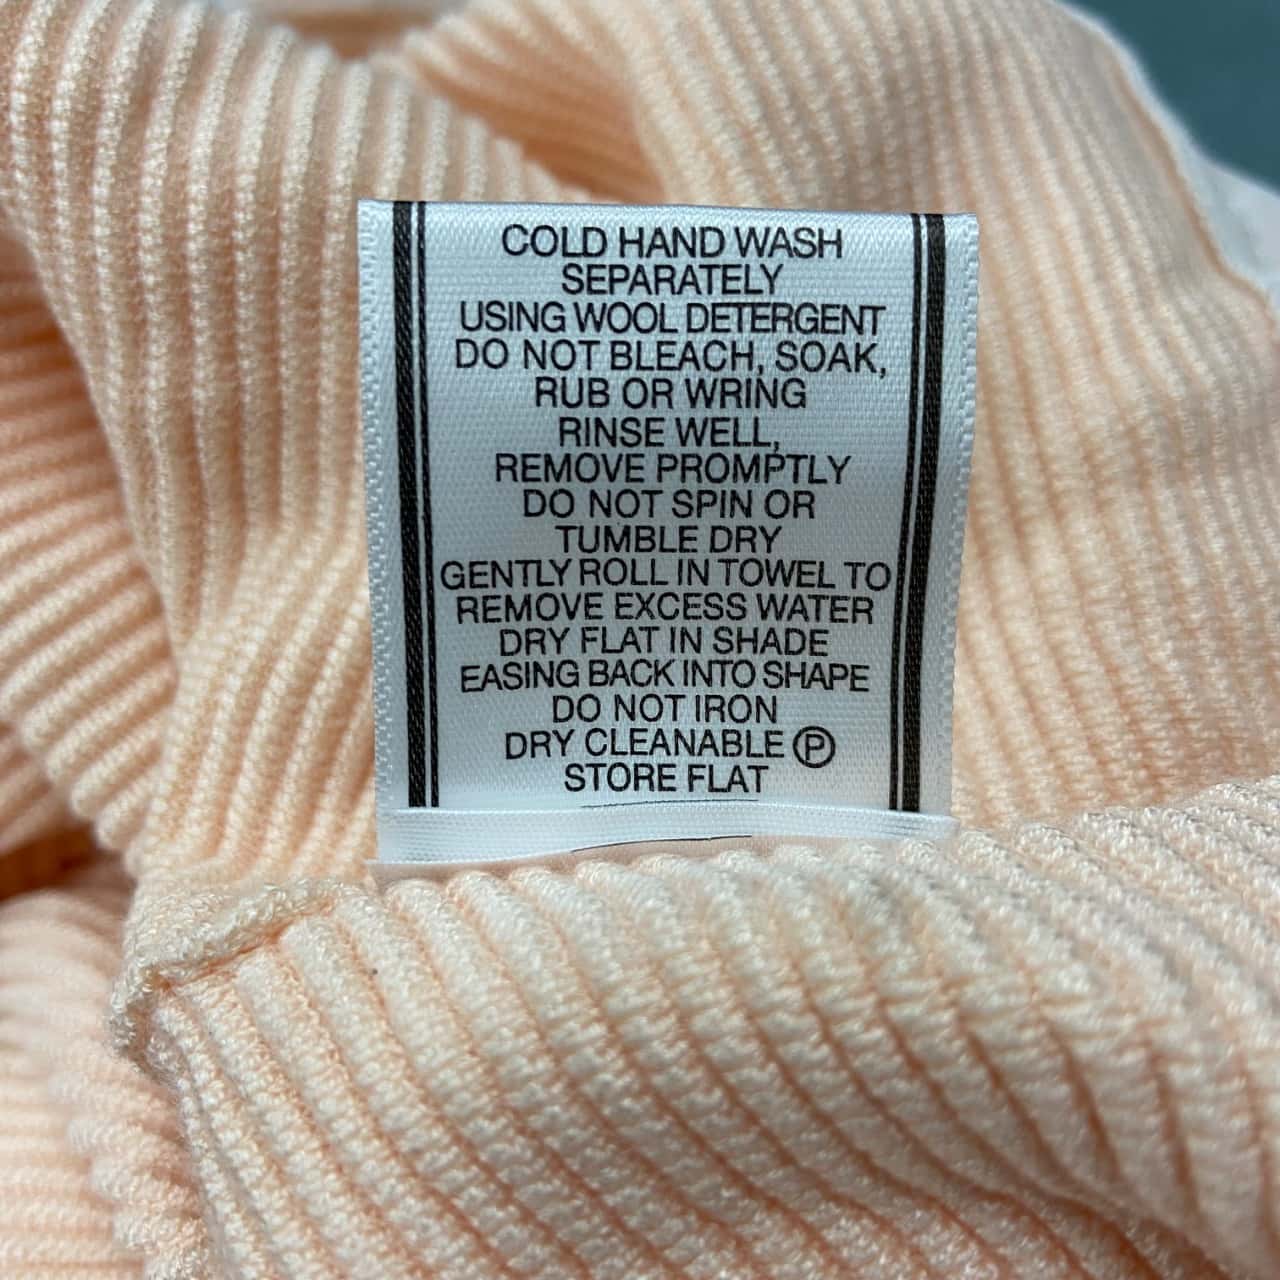 COLD HAND WASH
SEPARATELY
USING WOOL DETERGENT
DO NOT BLEACH, SOAK,
RUB OR WRING
RINSE WELL,
REMOVE PROMPTLY
DO NOT SPIN OR
TUMBLE DRY
GENTLY ROLL IN TOWEL TO
REMOVE EXCESS WATER
DRY FLAT IN SHADE
EASING BACK INTO SHAPE
DO NOT IRON
DRY CLEANABLE Ⓟ
STORE FLAT